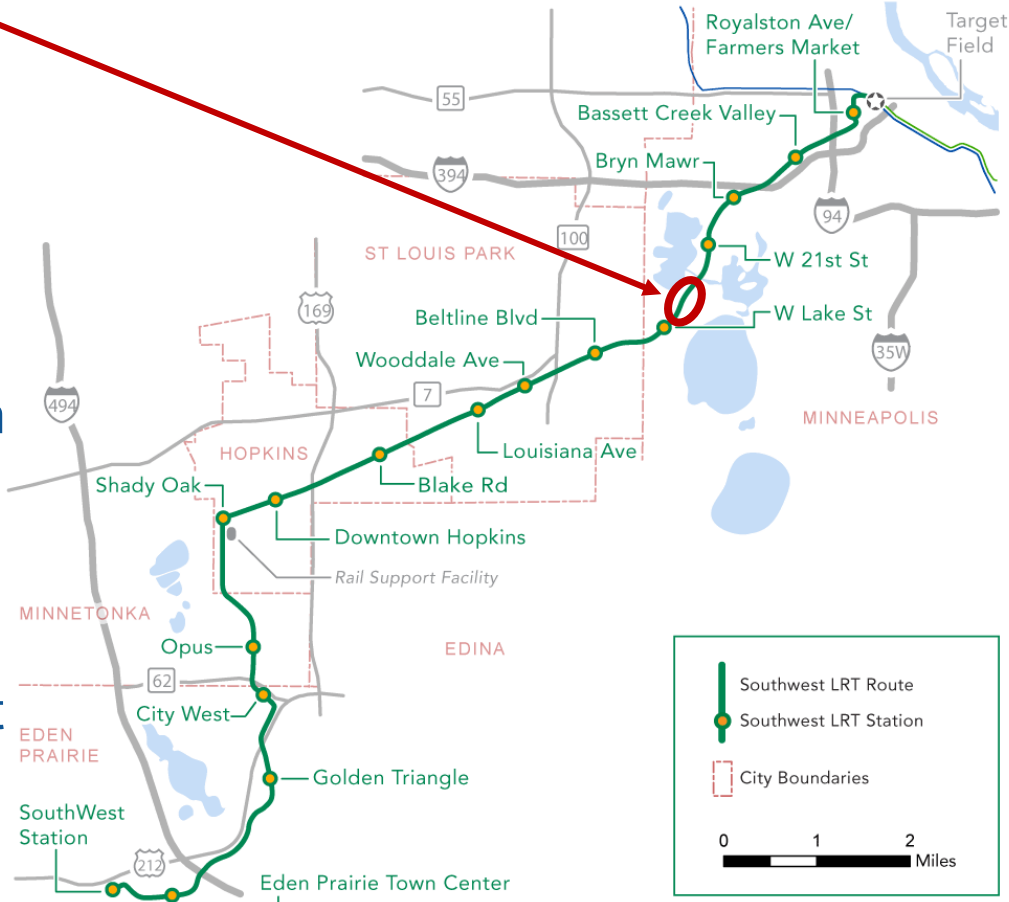 Royalston Ave/
Farmers Market
Target
Field
55
Bassett Creek Valley
Bryn Mawr
394
94
100
ST LOUIS PARK
W 21st St
169
Beltline Blvd
W Lake St
35W
Wooddale Ave
7
494
MINNEAPOLIS
HOPKINS
Louisiana Ave
Shady Oak
Blake Rd
Downtown Hopkins
Rail Support Facility
MINNETONKA
Opus
EDINA
62
City West
EDEN
PRAIRIE
Golden Triangle
SouthWest
Station
212
Eden Prairie Town Center
Southwest LRT Route
Southwest LRT Station
City Boundaries
0 1 2
Miles